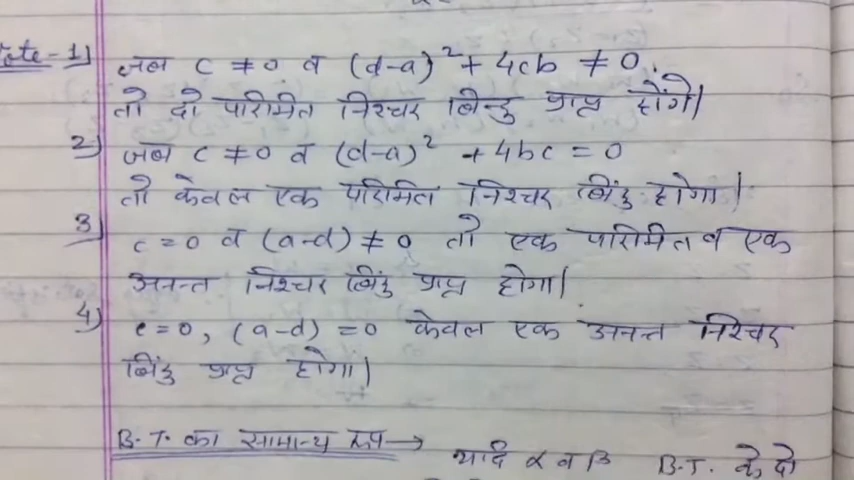 Note-1) जब c ≠ 0 व (d-a)² + 4cb ≠ 0
तो दो परिमित निश्चर बिन्दु प्राप्त होंगे।
2) जब c ≠ 0 व (d-a)² + 4bc = 0
तो केवल एक परिमित निश्चर बिंदु होगा।
3) c = 0 व (a-d) ≠ 0 तो एक परिमित व एक
अनन्त निश्चर बिंदु प्राप्त होगा।
4) c = 0, (a-d) = 0 केवल एक अनन्त निश्चर
बिंदु प्राप्त होगा।
B.T. का सामान्य रूप→ यदि α व β B.T. के दो